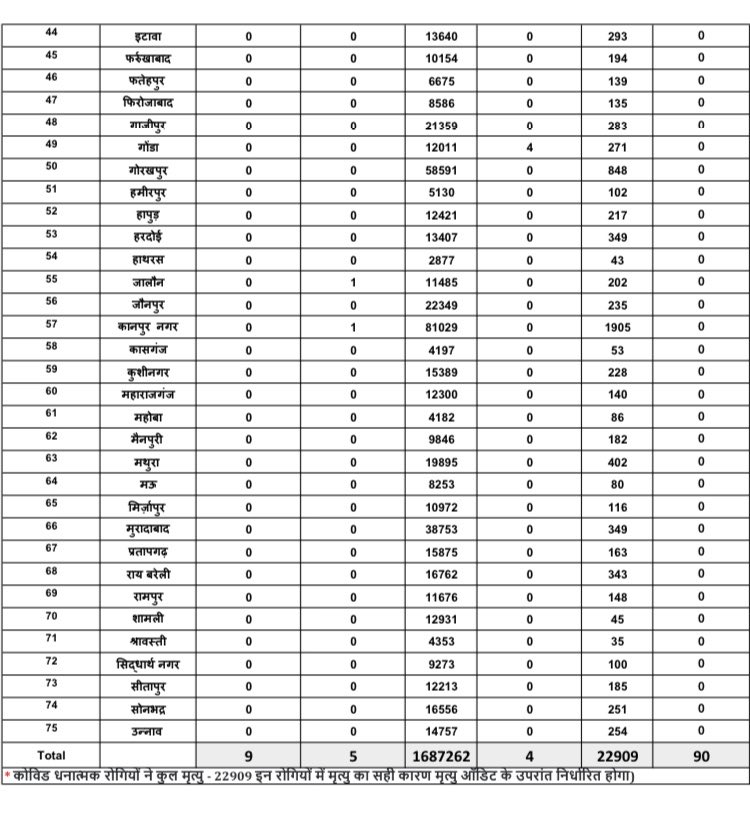 44 इटावा 0 0 13640 0 293 0
45 फर्रुखाबाद 0 0 10154 0 194 0
46 फतेहपुर 0 0 6675 0 139 0
47 फिरोजाबाद 0 0 8586 0 135 0
48 गाजीपुर 0 0 21359 0 283 0
49 गोंडा 0 0 12011 4 271 0
50 गोरखपुर 0 0 58591 0 848 0
51 हमीरपुर 0 0 5130 0 102 0
52 हापुड़ 0 0 12421 0 217 0
53 हरदोई 0 0 13407 0 349 0
54 हाथरस 0 0 2877 0 43 0
55 जालौन 0 1 11485 0 202 0
56 जौनपुर 0 0 22349 0 235 0
57 कानपुर नगर 0 1 81029 0 1905 0
58 कासगंज 0 0 4197 0 53 0
59 कुशीनगर 0 0 15389 0 228 0
60 महाराजगंज 0 0 12300 0 140 0
61 महोबा 0 0 4182 0 86 0
62 मैनपुरी 0 0 9846 0 182 0
63 मथुरा 0 0 19895 0 402 0
64 मऊ 0 0 8253 0 80 0
65 मिर्ज़ापुर 0 0 10972 0 116 0
66 मुरादाबाद 0 0 38753 0 349 0
67 प्रतापगढ़ 0 0 15875 0 163 0
68 राय बरेली 0 0 16762 0 343 0
69 रामपुर 0 0 11676 0 148 0
70 शामली 0 0 12931 0 45 0
71 श्रावस्ती 0 0 4353 0 35 0
72 सिद्धार्थ नगर 0 0 9273 0 100 0
73 सीतापुर 0 0 12213 0 185 0
74 सोनभद्र 0 0 16556 0 251 0
75 उन्नाव 0 0 14757 0 254 0
Total 9 5 1687262 4 22909 90
* कोविड धनात्मक रोगियों ने कुल मृत्यु - 22909 इन रोगियों में मृत्यु का सही कारण मृत्यु ऑडिट के उपरांत निर्धारित होगा)